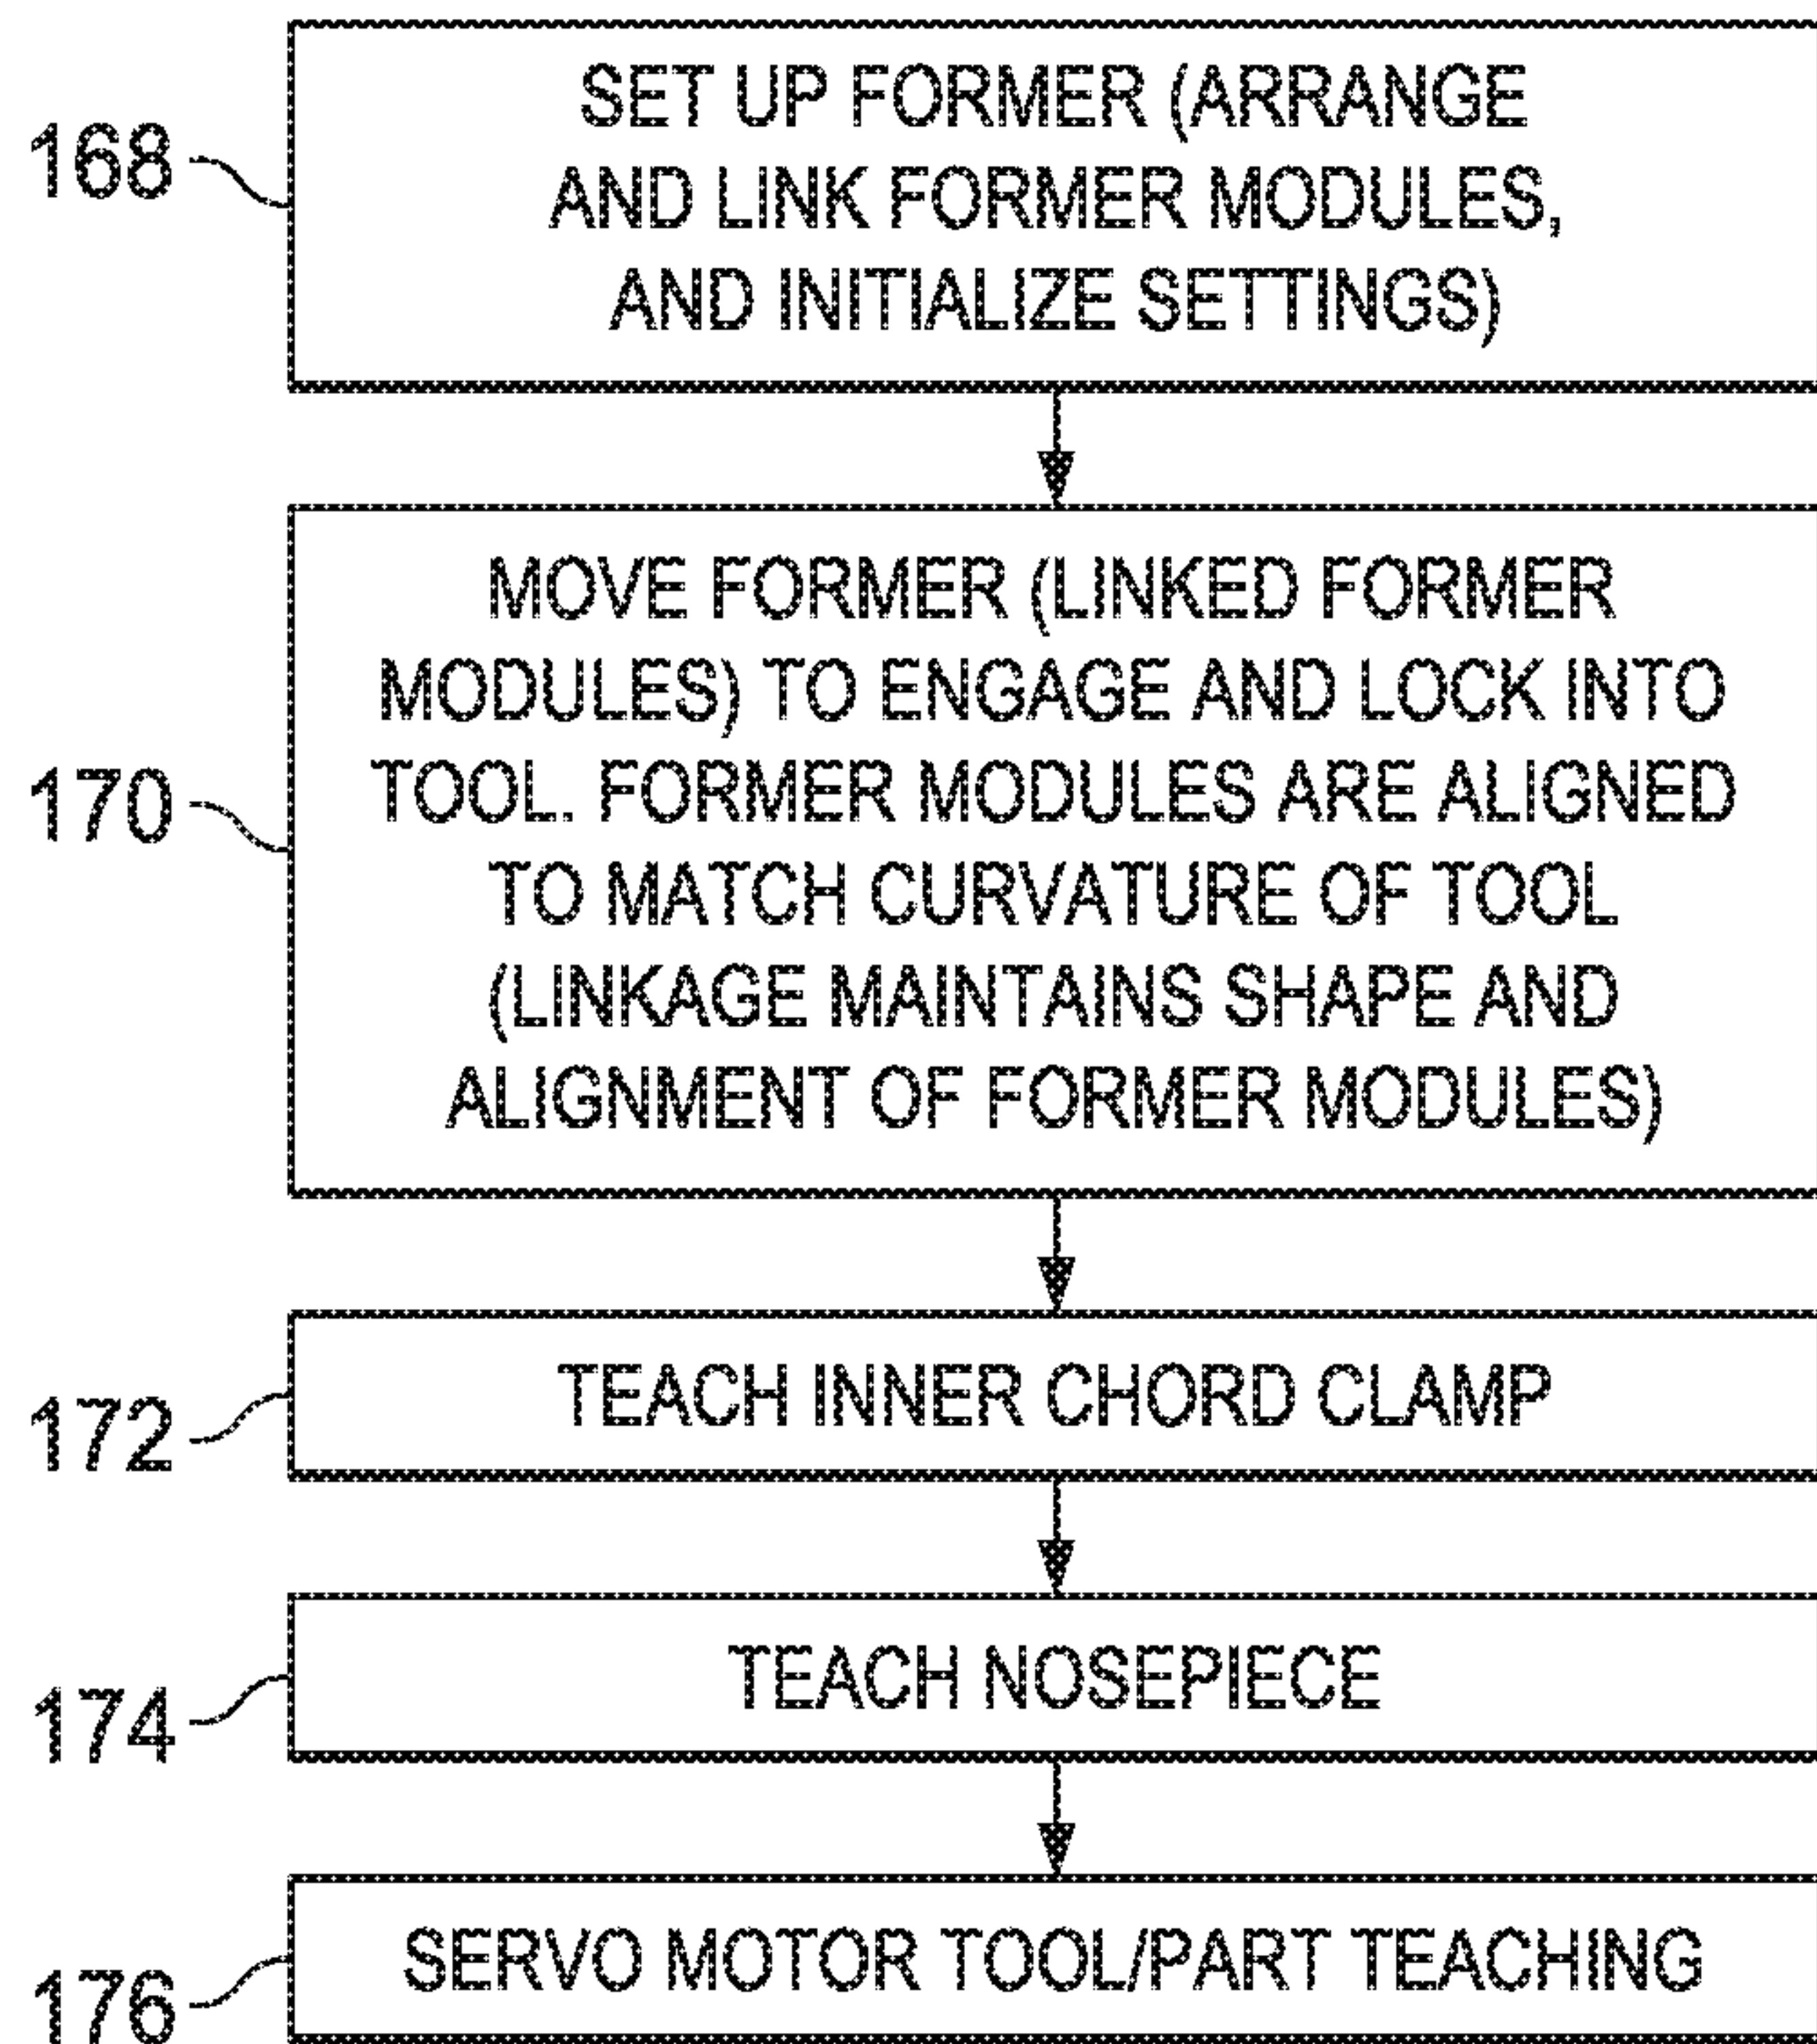 168
SET UP FORMER (ARRANGE
AND LINK FORMER MODULES,
AND INITIALIZE SETTINGS)
170
MOVE FORMER (LINKED FORMER
MODULES) TO ENGAGE AND LOCK INTO
TOOL. FORMER MODULES ARE ALIGNED
TO MATCH CURVATURE OF TOOL
(LINKAGE MAINTAINS SHAPE AND
ALIGNMENT OF FORMER MODULES)
172
TEACH INNER CHORD CLAMP
174
TEACH NOSEPIECE
176
SERVO MOTOR TOOL/PART TEACHING